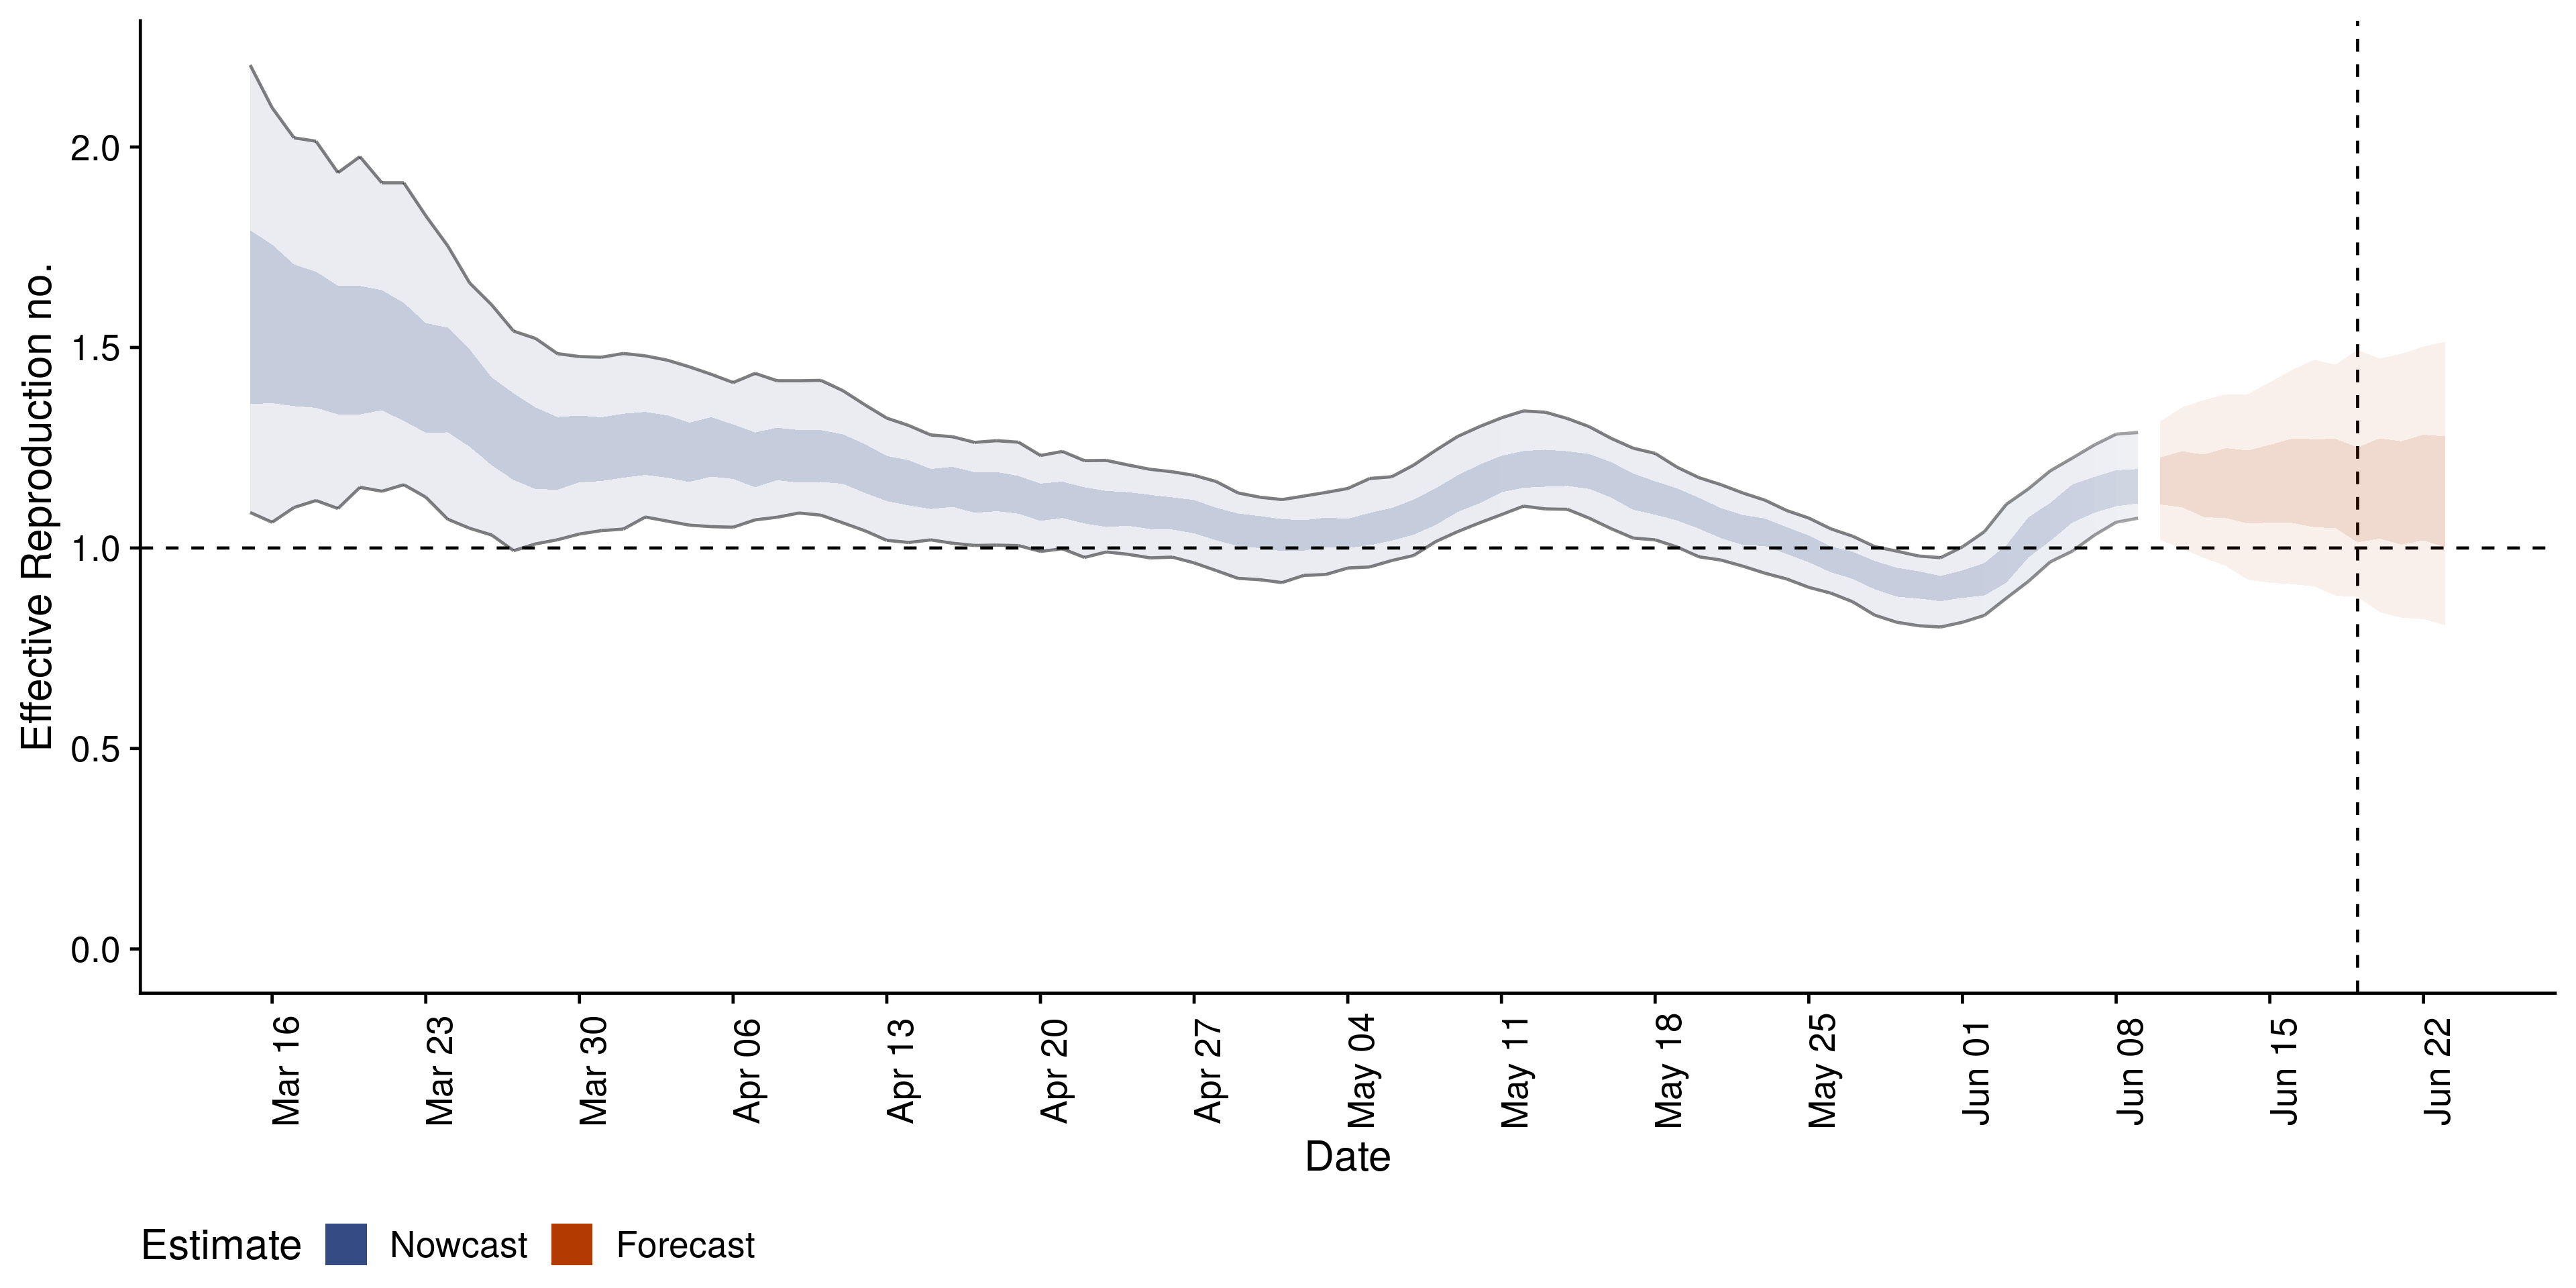 Effective Reproduction no.
2.0
1.5
1.0
0.5
0.0
Mar 16
Mar 23
Mar 30
Apr 06
Apr 13
Apr 20
Apr 27
May 04
May 11
May 18
May 25
Jun 01
Jun 08
Jun 15
Jun 22
Date
Estimate Nowcast Forecast